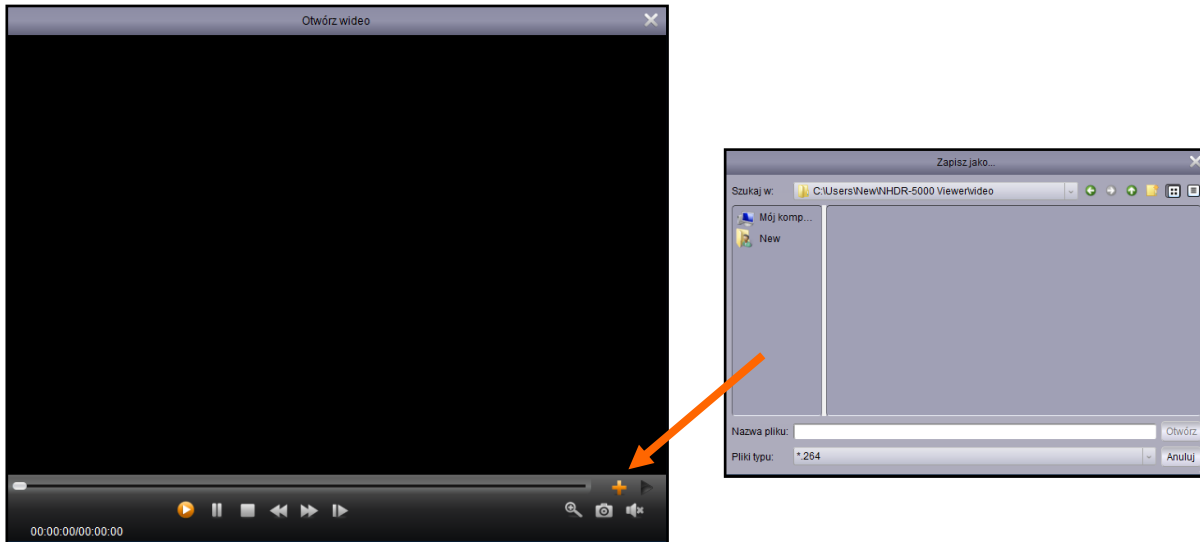 Otwórz wideo
00:00:00/00:00:00
Zapisz jako...
Szukaj w: C:\Users\New\NHDR-5000 Viewer\video
Mój komp...
New
Nazwa pliku: Otwórz
Pliki typu: *.264 Anuluj